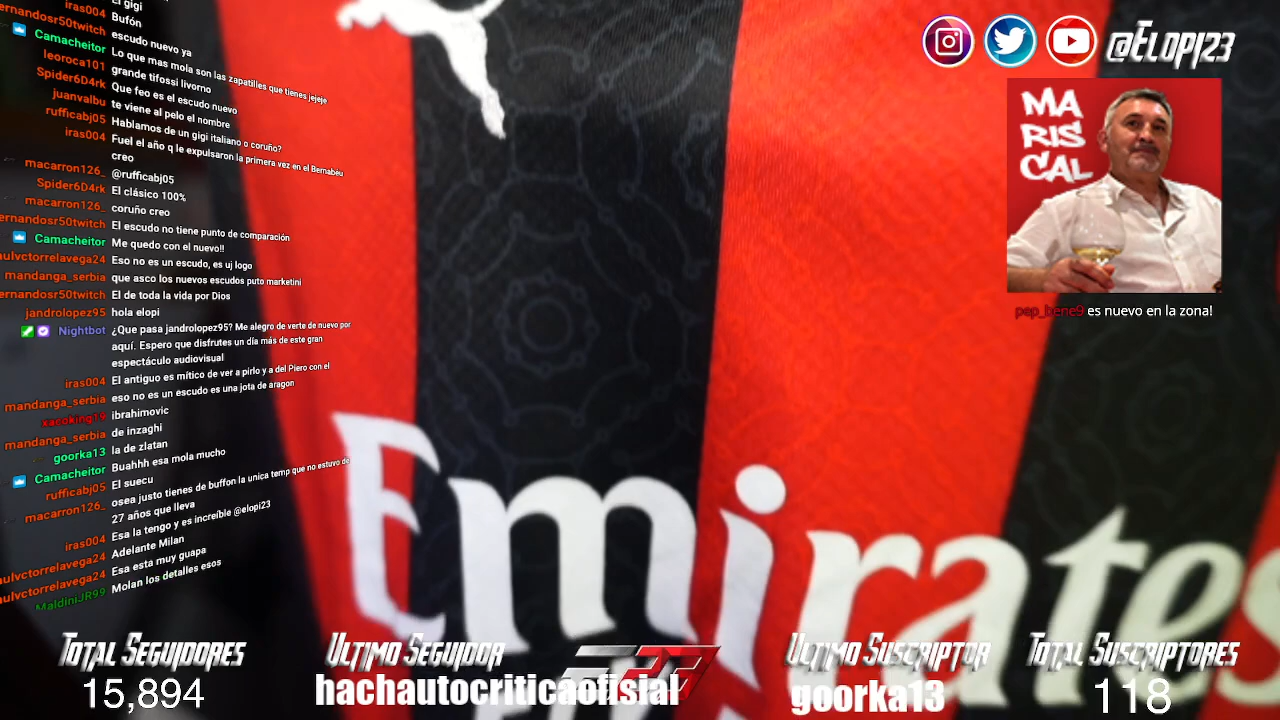 iras004
El gigi
ernandosr50twitch Bufón
Camacheitor escudo nuevo ya
leoroca101 Lo que mas mola son las zapatilles que tienes jejeje
Spider6D4rk grande tifossi livorno
juanvalbu Que feo es el escudo nuevo
rufficabj05 te viene al pelo el nombre
iras004 Hablamos de un gigi italiano o coruño?
Fuel el año q le expulsaron la primera vez en el Bernabéu
creo
macarron126_ @rufficabj05
Spider6D4rk El clásico 100%
macarron126_ coruño creo
ernandosr50twitch El escudo no tiene punto de comparación
Camacheitor Me quedo con el nuevo!!
aulvctorrelavega24 Eso no es un escudo, es uj logo
mandanga_serbia que asco los nuevos escudos puto marketini
ernandosr50twitch El de toda la vida por Dios
jandrolopez95 hola elopi
Nightbot ¿Que pasa jandrolopez95? Me alegro de verte de nuevo por
aquí. Espero que disfrutes un día más de este gran
espectáculo audiovisual
iras004 El antiguo es mítico de ver a pirlo y a del Piero con el
mandanga_serbia eso no es un escudo es una jota de aragon
xacoking19 ibrahimovic
mandanga_serbia de inzaghi
goorka13 la de zlatan
Camacheitor Buahhh esa mola mucho
rufficabj05 El suecu
macarron126_ osea justo tienes de buffon la unica temp que no estuvo de
27 años que lleva
iras004 Esa la tengo y es increíble @elopi23
aulvctorrelavega24 Adelante Milan
aulvctorrelavega24 Esa esta muy guapa
MaldiniJR99 Molan los detalles esos
@Elopi23
MA
RIS
CAL
pep_bene9 es nuevo en la zona!
Emirates
Total Seguidores
15,894
Ultimo Seguidor
hachautocriticaofisial
Ultimo Suscriptor
goorka13
Total Suscriptores
118